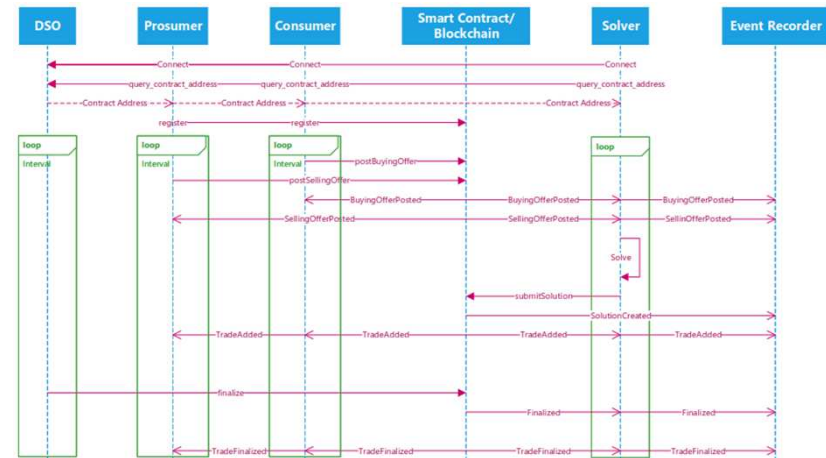 DSO
Prosumer
Consumer
Smart Contract/
Blockchain
Solver
Event Recorder
Connect Connect Connect
query_contract_address query_contract_address query_contract_address
Contract Address Contract Address Contract Address
register register
loop loop loop loop
Interval Interval Interval
postBuyingOffer
postSellingOffer
BuyingOfferPosted BuyingOfferPosted BuyingOfferPosted
SellingOfferPosted SellingOfferPosted SellinOfferPosted
Solve
submitSolution
SolutionCreated
TradeAdded TradeAdded TradeAdded TradeAdded
finalize
Finalized Finalized
TradeFinalized TradeFinalized TradeFinalized TradeFinalized